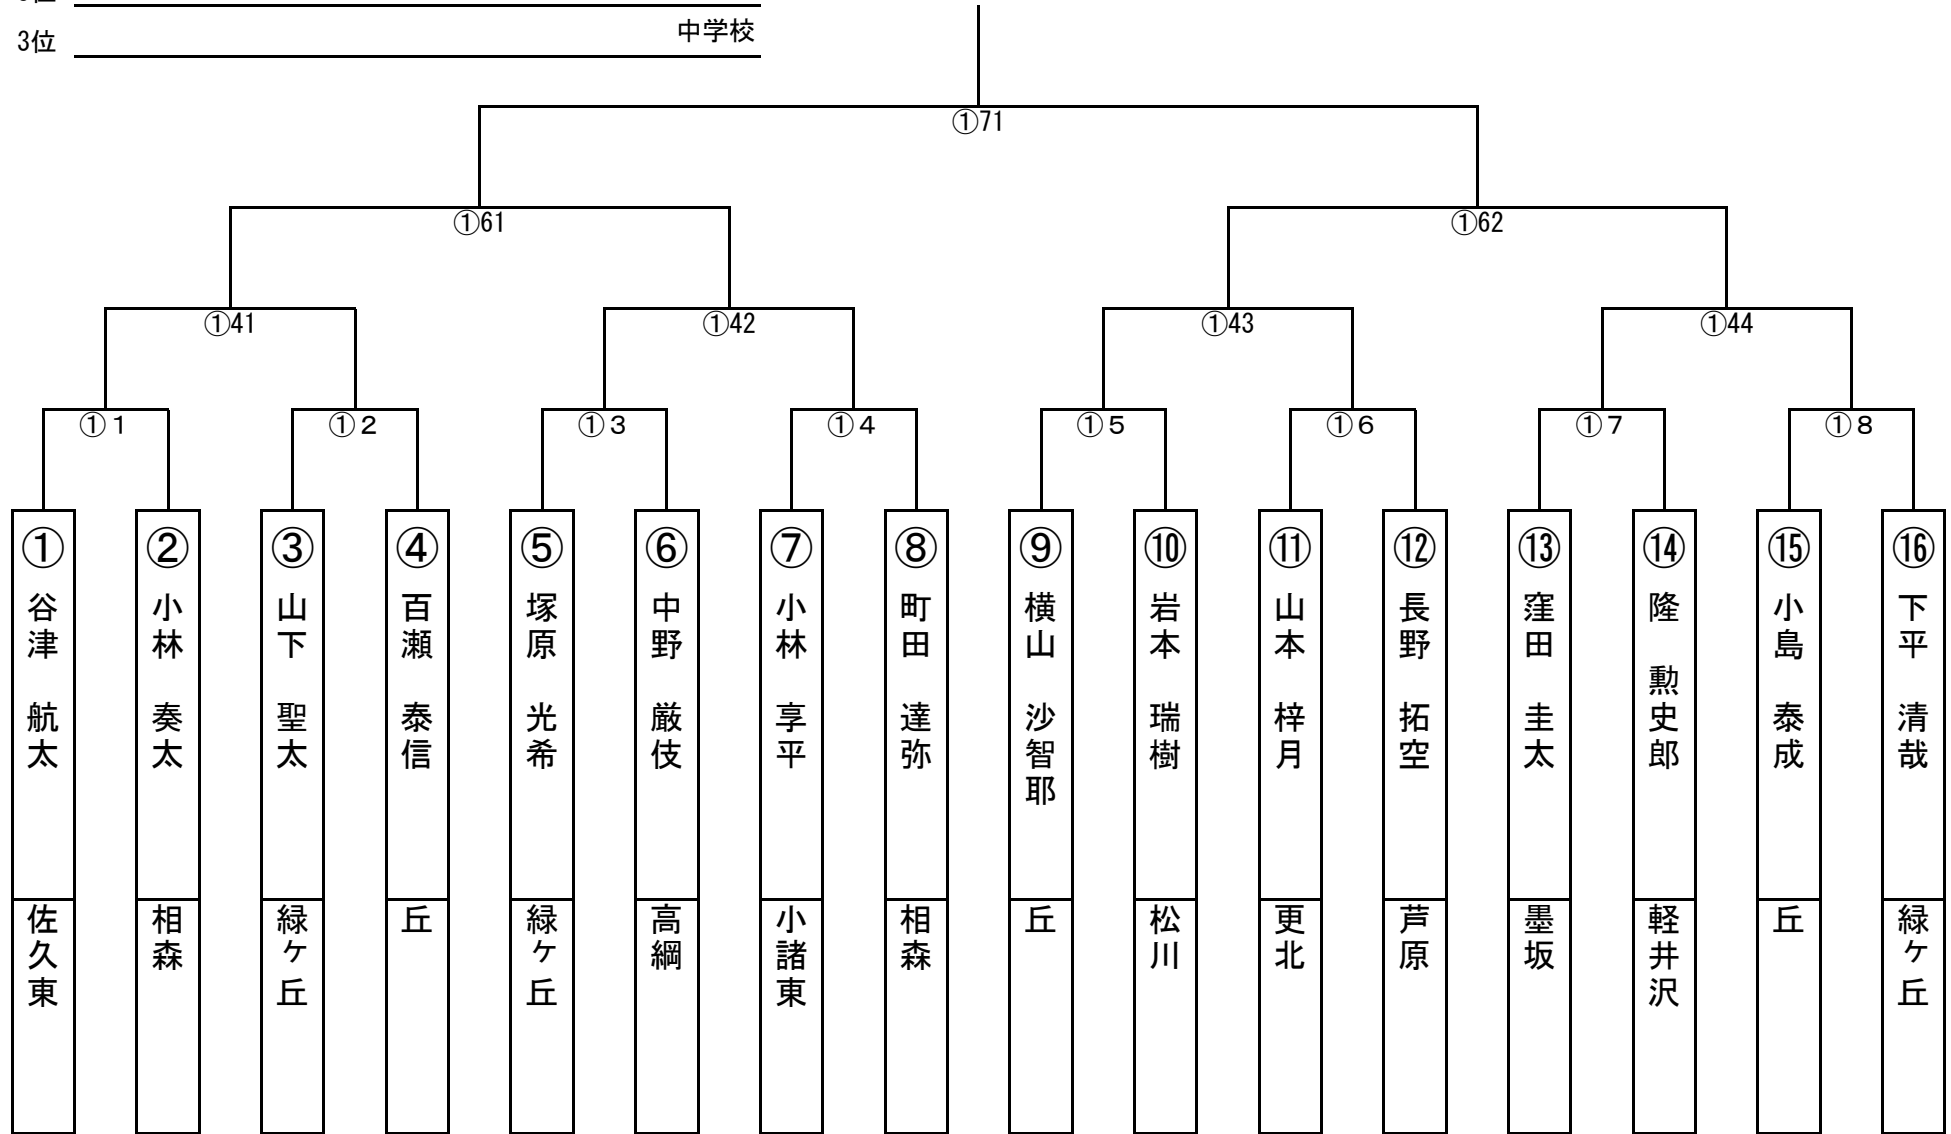 3位
中学校
①71
①61
①62
①41
①42
①43
①44
①1
①2
①3
①4
①5
①6
①7
①8
① 谷津 航太 佐久東
② 小林 奏太 相森
③ 山下 聖太 緑ケ丘
④ 百瀬 泰信 丘
⑤ 塚原 光希 緑ケ丘
⑥ 中野 厳伎 高綱
⑦ 小林 享平 小諸東
⑧ 町田 達弥 相森
⑨ 横山 沙智耶 丘
⑩ 岩本 瑞樹 松川
⑪ 山本 梓月 更北
⑫ 長野 拓空 芦原
⑬ 窪田 圭太 墨坂
⑭ 隆 勲史郎 軽井沢
⑮ 小島 泰成 丘
⑯ 下平 清哉 緑ケ丘